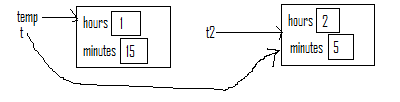 temp
t
hours 1
minutes 15
t2
hours 2
minutes 5